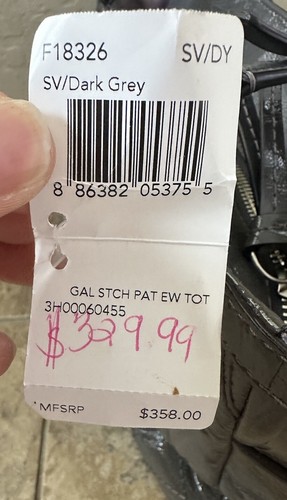 F18326 SV/DY
SV/Dark Grey
8 86382 05375 5
GAL STCH PAT EW TOT
3H00060455
$329.99
*MFSRP $358.00